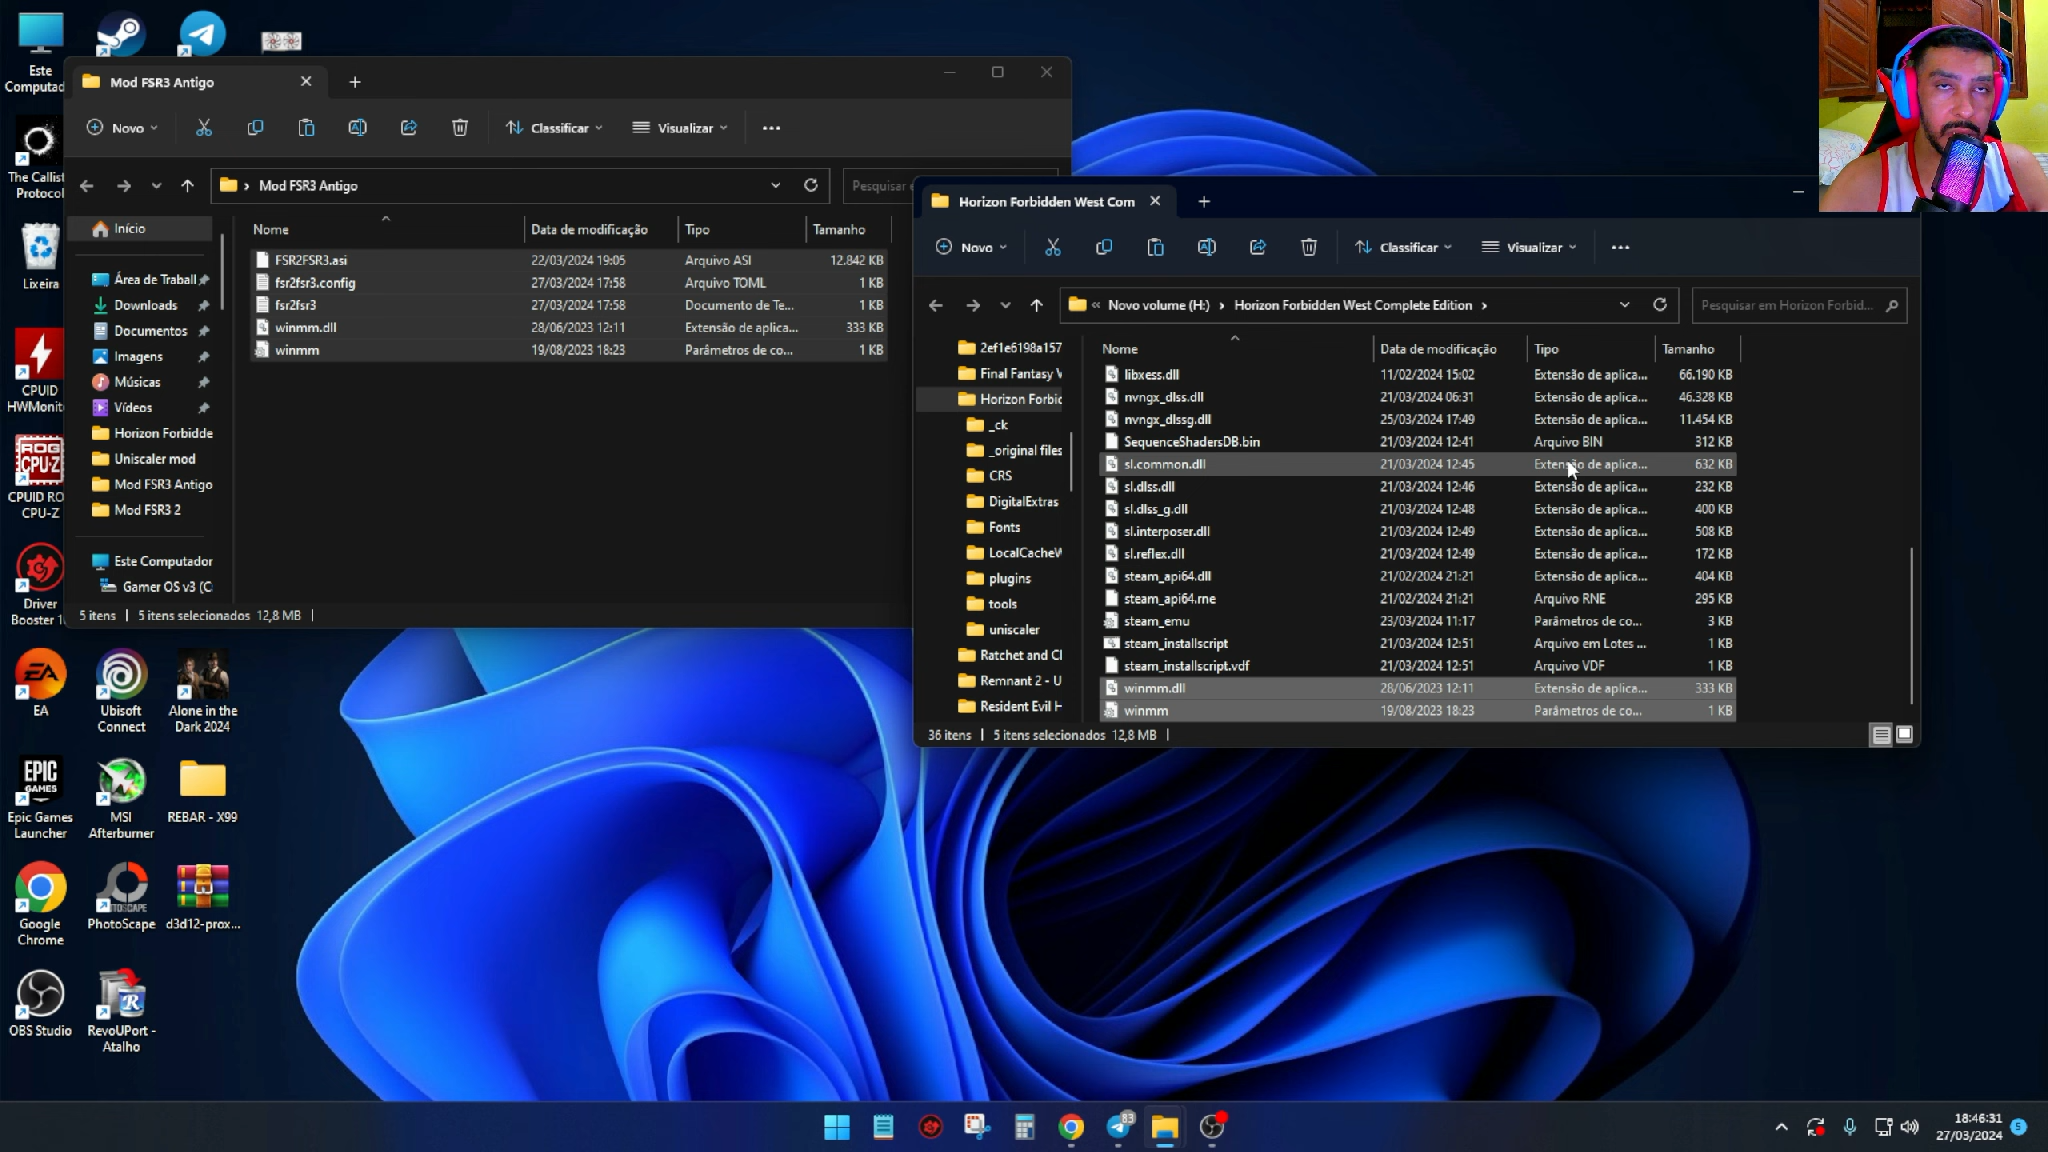 Este
Computad
The Callist
Protocol
Lixeira
CPUID
HWMonit
CPUID RO
CPU-Z
Driver
Booster 1
EA
Ubisoft
Connect
Alone in the
Dark 2024
EPIC
GAMES
Epic Games
Launcher
MSI
Afterburner
REBAR - X99
Google
Chrome
PhotoScape
d3d12-prox...
OBS Studio
RevoUPort -
Atalho
Mod FSR3 Antigo
Novo
Classificar
Visualizar
Mod FSR3 Antigo
Pesquisar e
Início
Área de Traball
Downloads
Documentos
Imagens
Músicas
Vídeos
Horizon Forbidde
Uniscaler mod
Mod FSR3 Antigo
Mod FSR3 2
Este Computador
Gamer OS v3 (C
Nome Data de modificação Tipo Tamanho
FSR2FSR3.asi 22/03/2024 19:05 Arquivo ASI 12.842 KB
fsr2fsr3.config 27/03/2024 17:58 Arquivo TOML 1 KB
fsr2fsr3 27/03/2024 17:58 Documento de Te... 1 KB
winmm.dll 28/06/2023 12:11 Extensão de aplica... 333 KB
winmm 19/08/2023 18:23 Parâmetros de co... 1 KB
5 itens 5 itens selecionados 12,8 MB
Horizon Forbidden West Com
Novo
Classificar
Visualizar
« Novo volume (H:) › Horizon Forbidden West Complete Edition ›
Pesquisar em Horizon Forbid...
2ef1e6198a157
Final Fantasy V
Horizon Forbid
_ck
_original files
CRS
DigitalExtras
Fonts
LocalCacheW
plugins
tools
uniscaler
Ratchet and Cl
Remnant 2 - U
Resident Evil H
Nome Data de modificação Tipo Tamanho
libxess.dll 11/02/2024 15:02 Extensão de aplica... 66.190 KB
nvngx_dlss.dll 21/03/2024 06:31 Extensão de aplica... 46.328 KB
nvngx_dlssg.dll 25/03/2024 17:49 Extensão de aplica... 11.454 KB
SequenceShadersDB.bin 21/03/2024 12:41 Arquivo BIN 312 KB
sl.common.dll 21/03/2024 12:45 Extensão de aplica... 632 KB
sl.dlss.dll 21/03/2024 12:46 Extensão de aplica... 232 KB
sl.dlss_g.dll 21/03/2024 12:48 Extensão de aplica... 400 KB
sl.interposer.dll 21/03/2024 12:49 Extensão de aplica... 508 KB
sl.reflex.dll 21/03/2024 12:49 Extensão de aplica... 172 KB
steam_api64.dll 21/02/2024 21:21 Extensão de aplica... 404 KB
steam_api64.rne 21/02/2024 21:21 Arquivo RNE 295 KB
steam_emu 23/03/2024 11:17 Parâmetros de co... 3 KB
steam_installscript 21/03/2024 12:51 Arquivo em Lotes ... 1 KB
steam_installscript.vdf 21/03/2024 12:51 Arquivo VDF 1 KB
winmm.dll 28/06/2023 12:11 Extensão de aplica... 333 KB
winmm 19/08/2023 18:23 Parâmetros de co... 1 KB
36 itens 5 itens selecionados 12,8 MB
83
18:46:31
27/03/2024
5